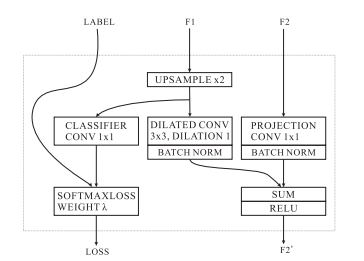 LABEL
F1
F2
UPSAMPLE x2
CLASSIFIER
CONV 1x1
DILATED CONV
3x3, DILATION 1
BATCH NORM
PROJECTION
CONV 1x1
BATCH NORM
SOFTMAXLOSS
WEIGHT λ
SUM
RELU
LOSS
F2'